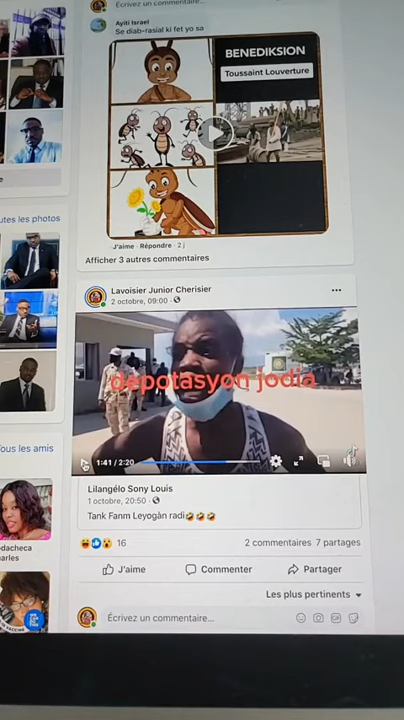 Écrivez un commentaire...
Ayiti Israel
Se diab-rasial ki fet yo sa
BENEDIKSION
Toussaint Louverture
J'aime · Répondre · 2 j
Afficher 3 autres commentaires
utes les photos
Lavoisier Junior Cherisier
2 octobre, 09:00 ·
depotasyon jodia
1:41 / 2:20
ous les amis
Lilangélo Sony Louis
1 octobre, 20:50 ·
Tank Fanm Leyogàn radi🤣🤣🤣
16
2 commentaires 7 partages
odacheca
arles
J'aime
Commenter
Partager
Les plus pertinents
Écrivez un commentaire...
GIF